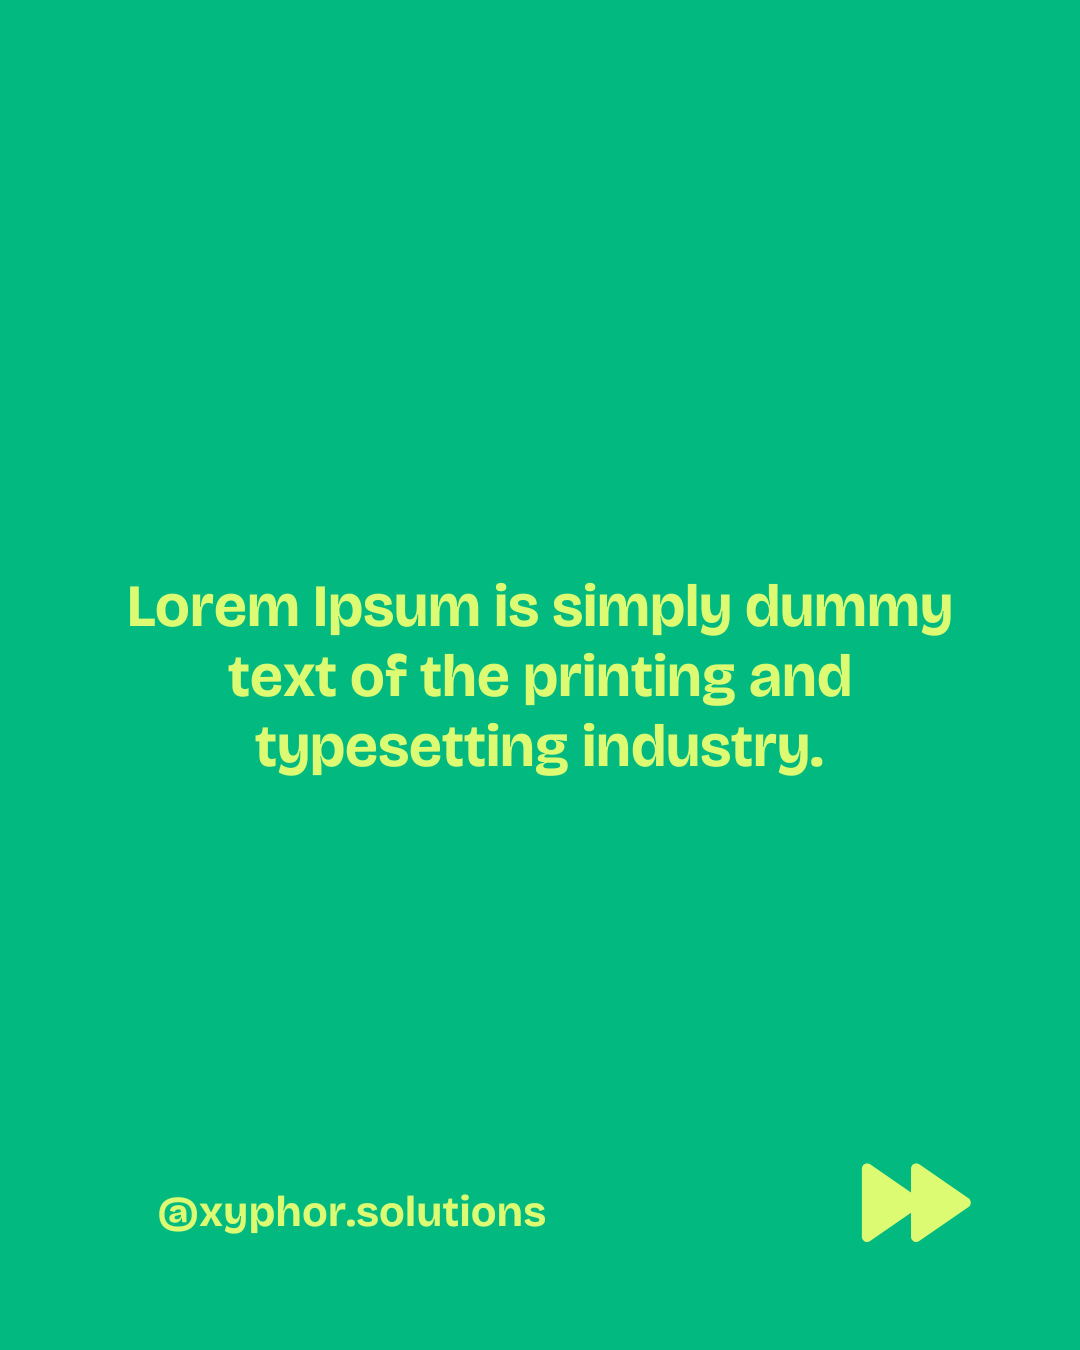 Lorem Ipsum is simply dummy
text of the printing and
typesetting industry.
@xyphor.solutions